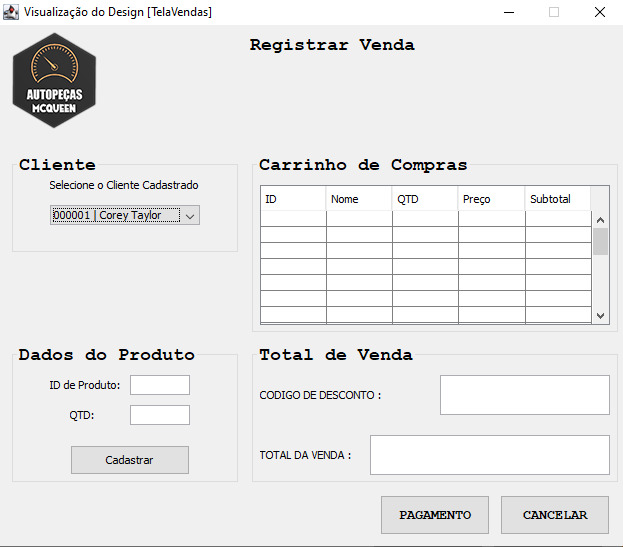 Visualização do Design [TelaVendas]
Registrar Venda
AUTOPEÇAS
MCQUEEN
Cliente
Selecione o Cliente Cadastrado
000001 | Corey Taylor
Carrinho de Compras
ID Nome QTD Preço Subtotal
Dados do Produto
ID de Produto:
QTD:
Cadastrar
Total de Venda
CODIGO DE DESCONTO :
TOTAL DA VENDA :
PAGAMENTO CANCELAR